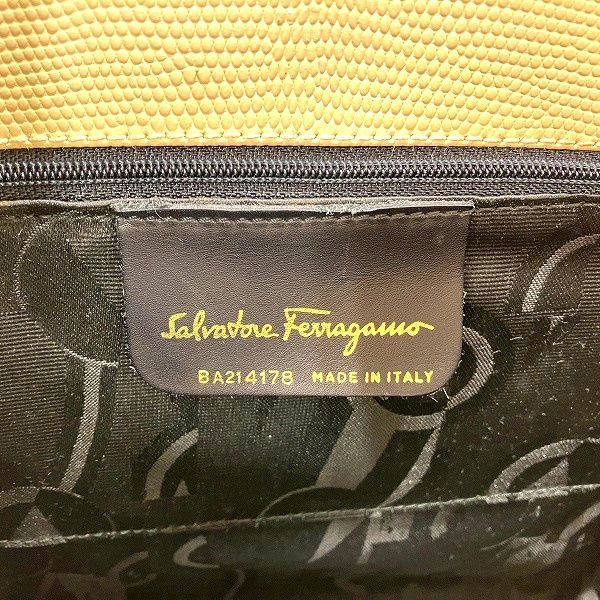 Salvatore Ferragamo
BA214178 MADE IN ITALY